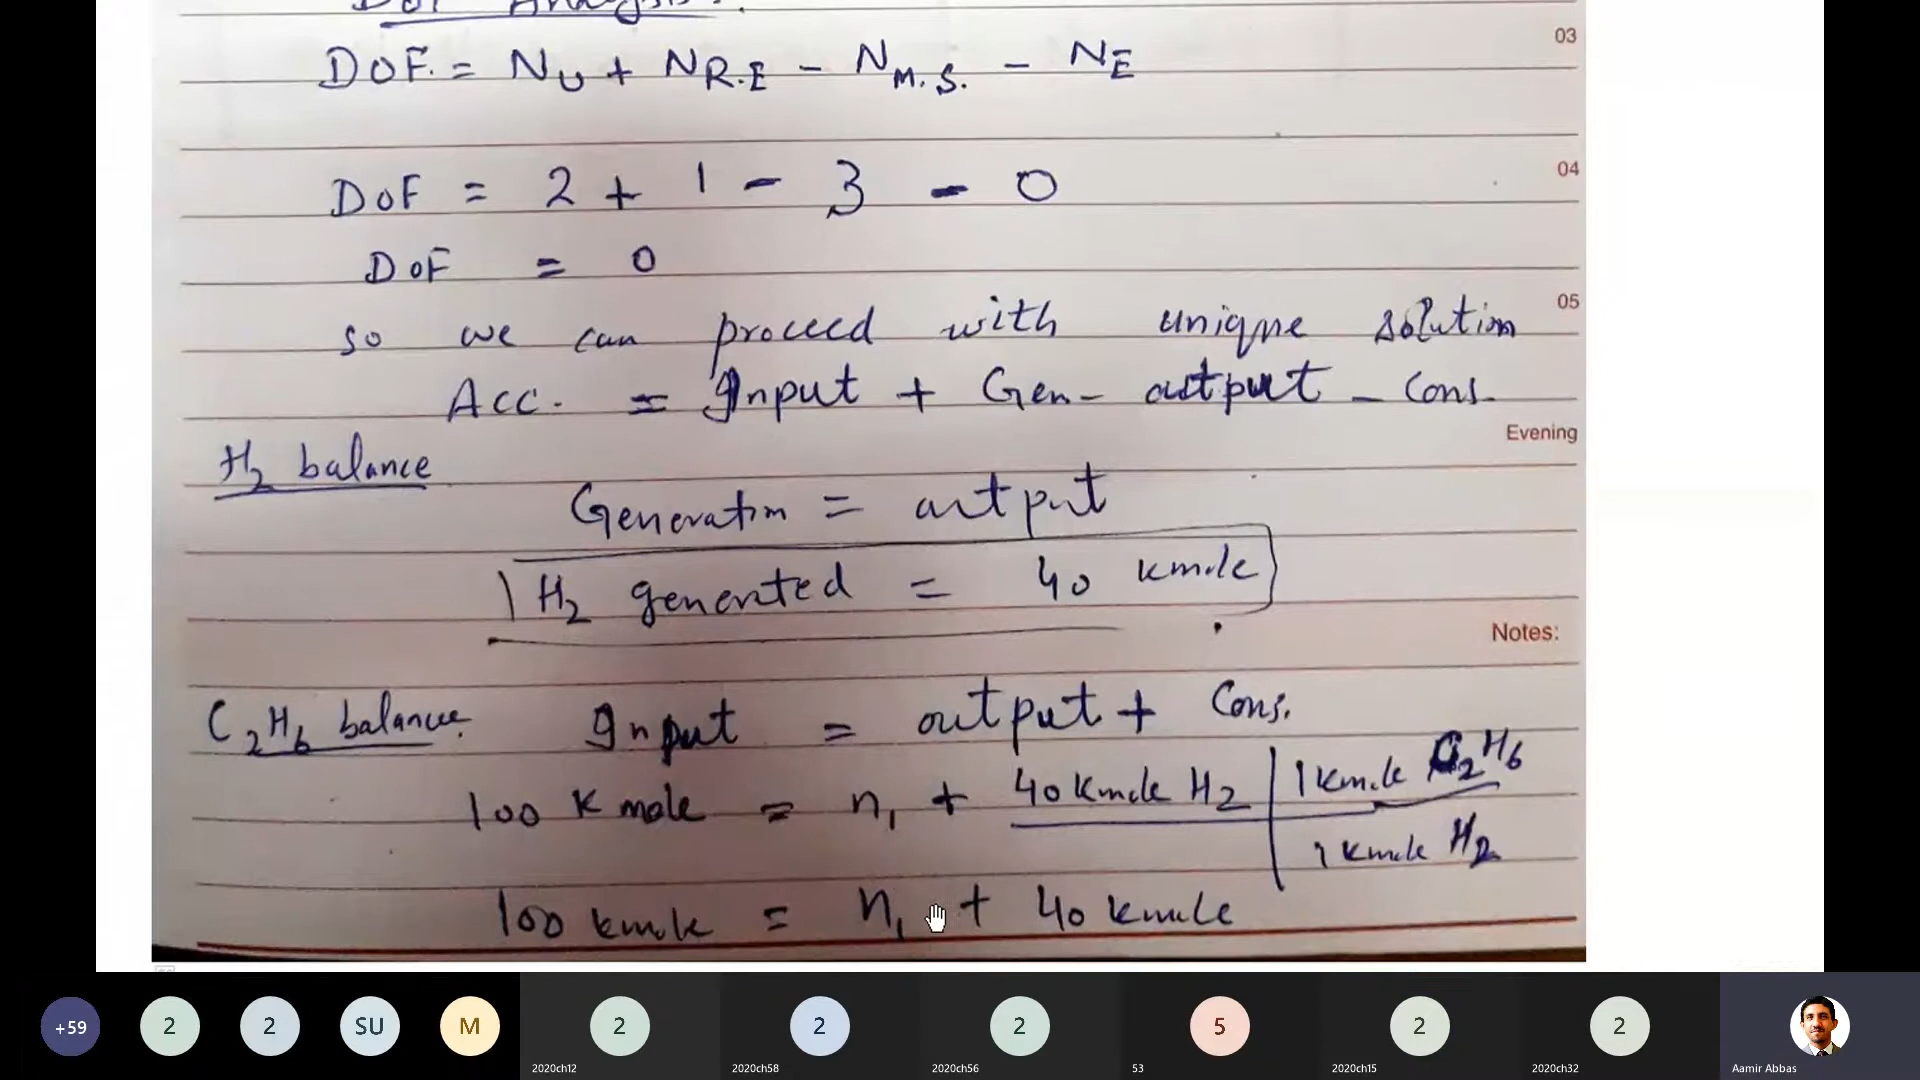 DOF Analysis.
03
DOF. = NU + NR.E - NM.S. - NE
04
DOF = 2 + 1 - 3 - 0
DOF = 0
05
so we can proceed with unique solution
Acc. = Input + Gen - output - Cons.
Evening
H2 balance
Generation = output
H2 generated = 40 kmole
Notes:
C2H6 balance. Input = output + Cons.
100 Kmole = n1 + 40 Kmole H2 | 1 kmole C2H6
1 kmole H2
100 kmole = n1 + 40 kmole
+59 2 2 SU M 2 2 2 5 2 2
2020ch12 2020ch58 2020ch56 53 2020ch15 2020ch32 Aamir Abbas